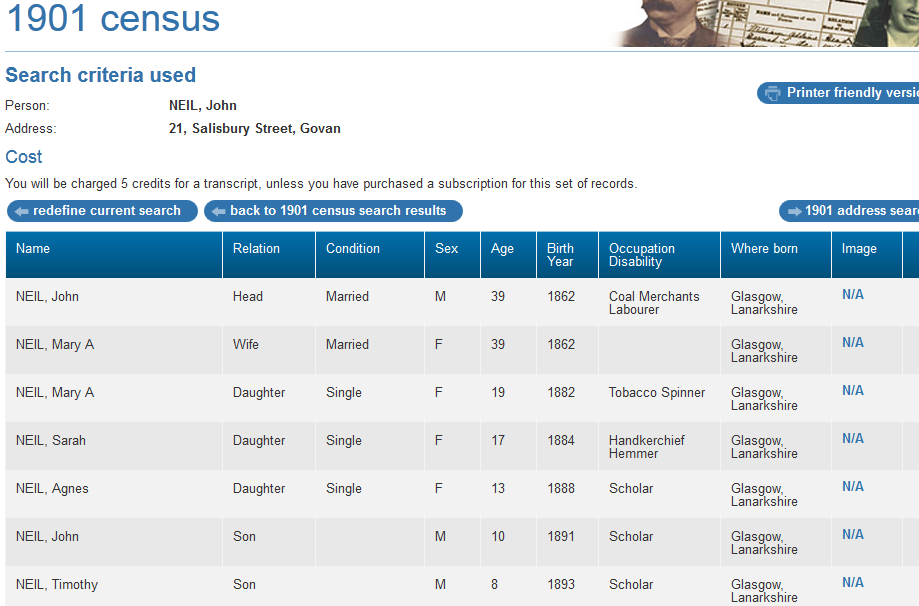 1901 census
Search criteria used
Person: NEIL, John
Address: 21, Salisbury Street, Govan
Printer friendly versi
Cost
You will be charged 5 credits for a transcript, unless you have purchased a subscription for this set of records.
redefine current search back to 1901 census search results 1901 address sear
Name Relation Condition Sex Age Birth Year Occupation Disability Where born Image
NEIL, John Head Married M 39 1862 Coal Merchants Labourer Glasgow, Lanarkshire N/A
NEIL, Mary A Wife Married F 39 1862 Glasgow, Lanarkshire N/A
NEIL, Mary A Daughter Single F 19 1882 Tobacco Spinner Glasgow, Lanarkshire N/A
NEIL, Sarah Daughter Single F 17 1884 Handkerchief Hemmer Glasgow, Lanarkshire N/A
NEIL, Agnes Daughter Single F 13 1888 Scholar Glasgow, Lanarkshire N/A
NEIL, John Son M 10 1891 Scholar Glasgow, Lanarkshire N/A
NEIL, Timothy Son M 8 1893 Scholar Glasgow, Lanarkshire N/A